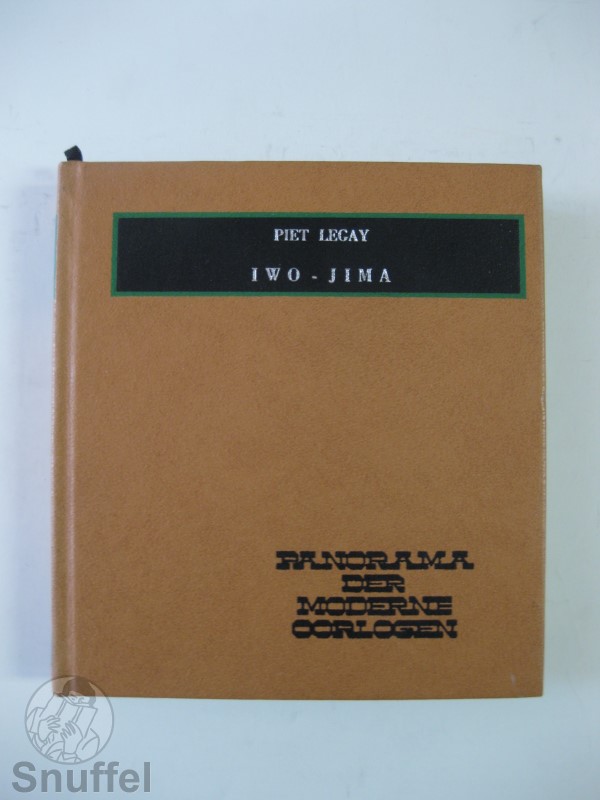 PIET LEGAY
IWO - JIMA
PANORAMA
DER
MODERNE
OORLOGEN
Snuffel